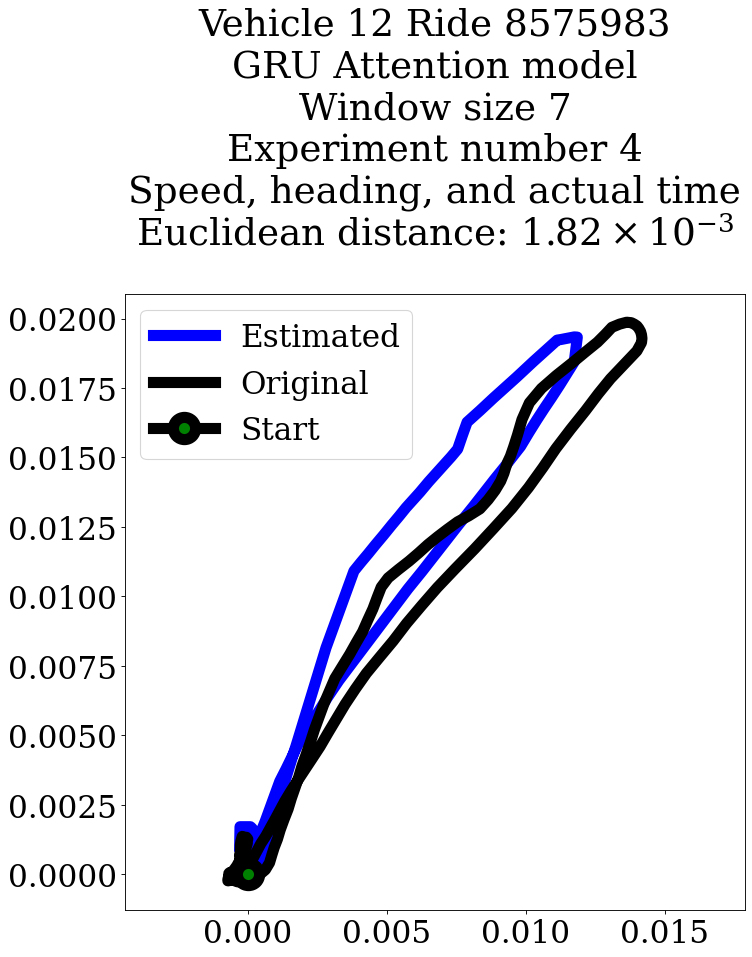 Vehicle 12 Ride 8575983
GRU Attention model
Window size 7
Experiment number 4
Speed, heading, and actual time
Euclidean distance: 1.82 × 10⁻³
Estimated
Original
Start
0.0200
0.0175
0.0150
0.0125
0.0100
0.0075
0.0050
0.0025
0.0000
0.000 0.005 0.010 0.015